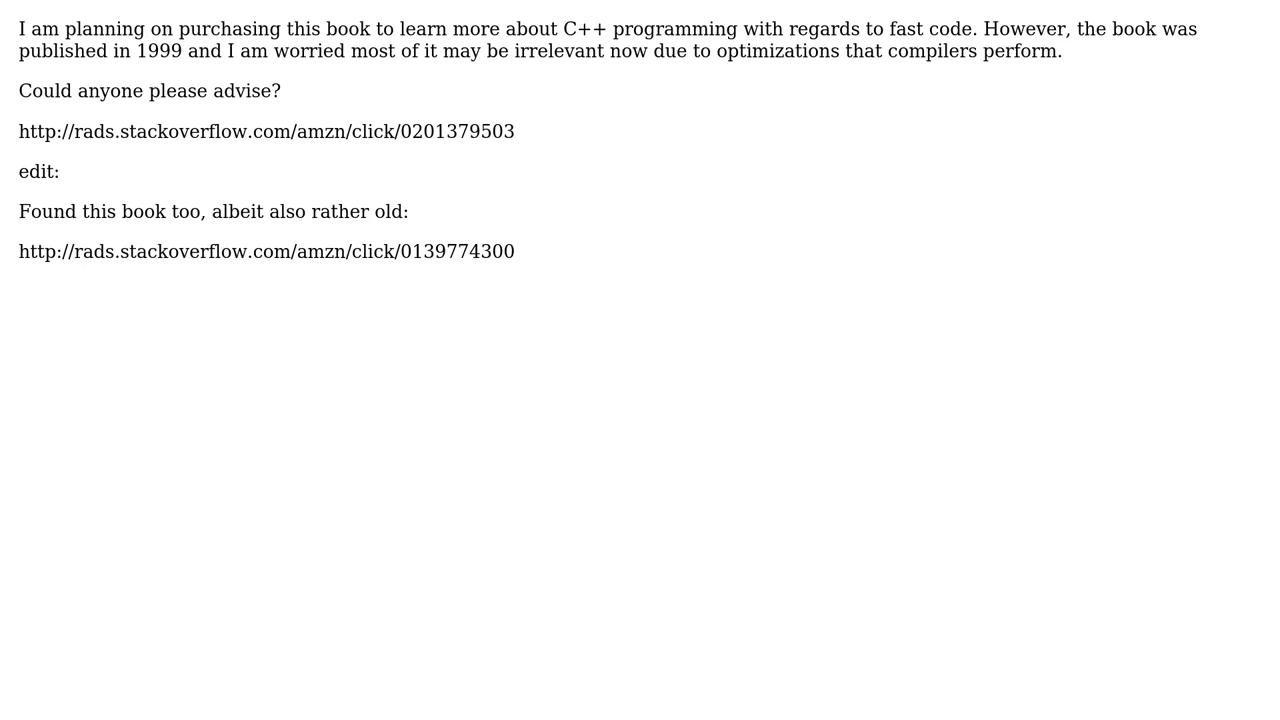 I am planning on purchasing this book to learn more about C++ programming with regards to fast code. However, the book was
published in 1999 and I am worried most of it may be irrelevant now due to optimizations that compilers perform.
Could anyone please advise?
http://rads.stackoverflow.com/amzn/click/0201379503
edit:
Found this book too, albeit also rather old:
http://rads.stackoverflow.com/amzn/click/0139774300